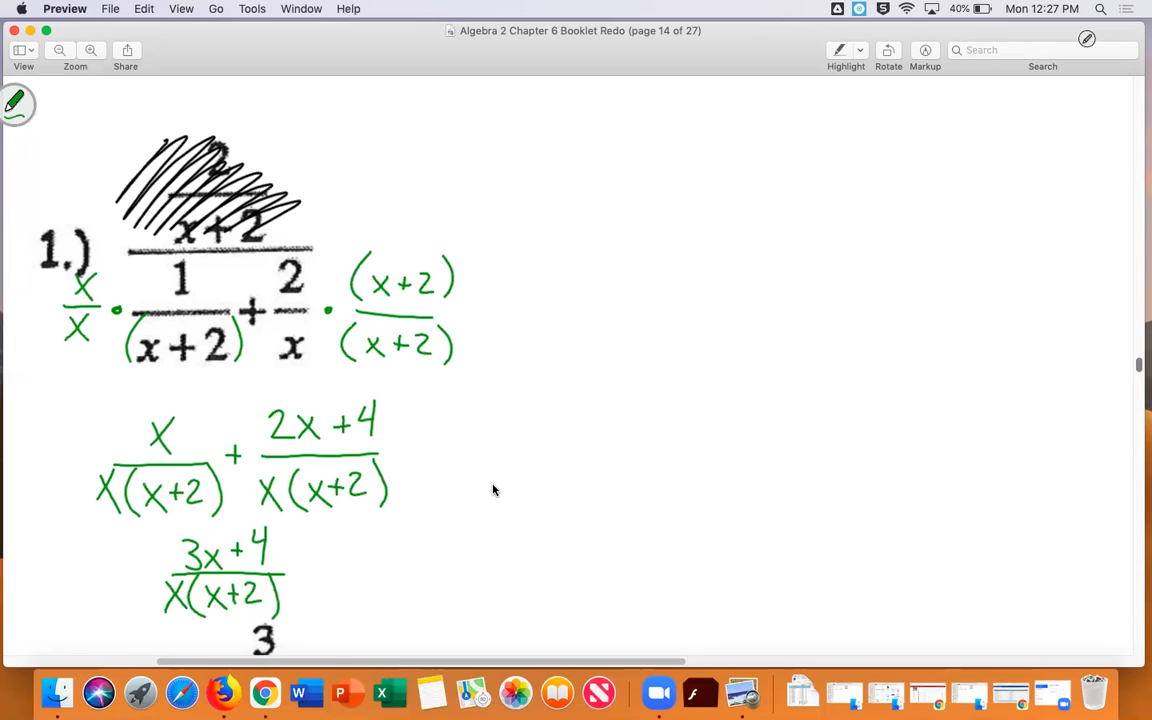 Preview File Edit View Go Tools Window Help 40% Mon 12:27 PM
Algebra 2 Chapter 6 Booklet Redo (page 14 of 27)
Search
View Zoom Share Highlight Rotate Markup Search
2
x+2
1.)
x/x · 1/(x+2) + 2/x · (x+2)/(x+2)
x/x(x+2) + 2x+4/x(x+2)
3x+4
x(x+2)
3